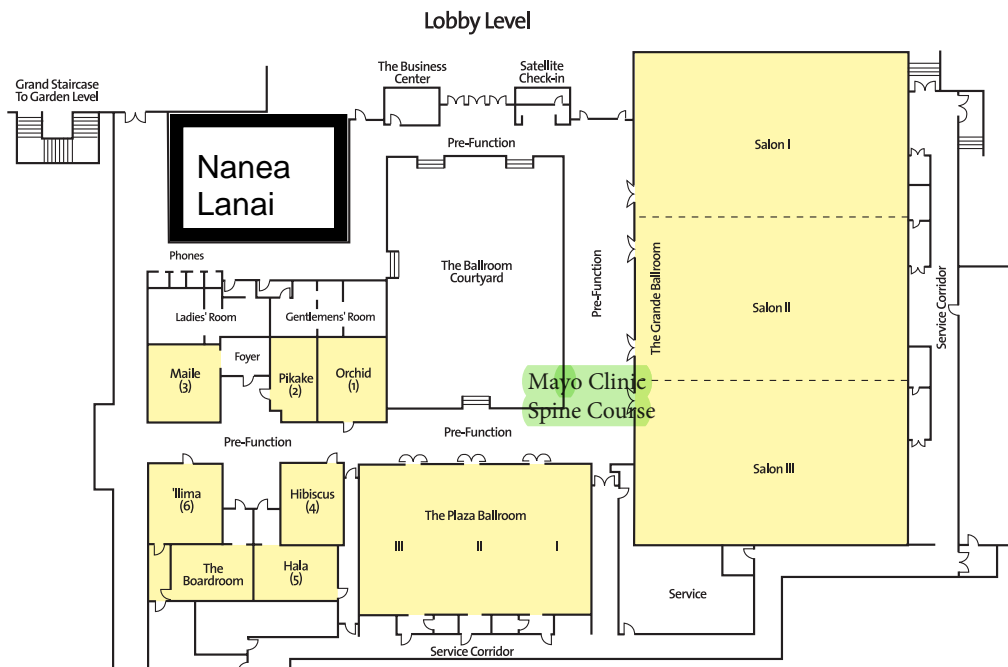 Lobby Level
Grand Staircase
To Garden Level
The Business
Center
Satellite
Check-in
Pre-Function
Nanea
Lanai
Salon I
Phones
The Ballroom
Courtyard
Pre-Function
The Grande Ballroom
Salon II
Service Corridor
Ladies' Room
Gentlemens' Room
Foyer
Maile
(3)
Pikake
(2)
Orchid
(1)
Mayo Clinic
Spine Course
Pre-Function
Pre-Function
Salon III
'Ilima
(6)
Hibiscus
(4)
The Plaza Ballroom
III
II
I
The
Boardroom
Hala
(5)
Service
Service Corridor